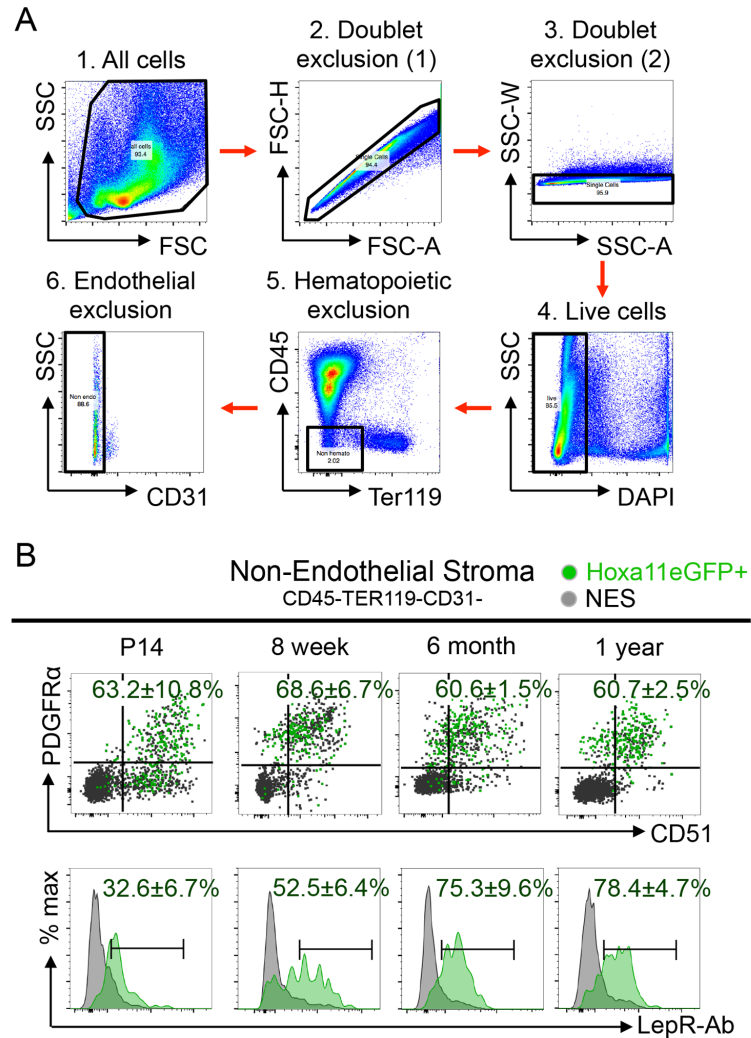 A
1. All cells
2. Doublet
exclusion (1)
3. Doublet
exclusion (2)
SSC
all cells
93.4
FSC
FSC-H
Single Cells
94.4
FSC-A
SSC-W
Single Cells
95.9
SSC-A
6. Endothelial
exclusion
5. Hematopoietic
exclusion
4. Live cells
SSC
Non endo
88.6
CD31
CD45
Non hemato
2.02
Ter119
SSC
live
85.5
DAPI
B
Non-Endothelial Stroma
CD45-TER119-CD31-
Hoxa11eGFP+
NES
P14
8 week
6 month
1 year
PDGFRα
63.2±10.8%
68.6±6.7%
60.6±1.5%
60.7±2.5%
CD51
% max
32.6±6.7%
52.5±6.4%
75.3±9.6%
78.4±4.7%
LepR-Ab